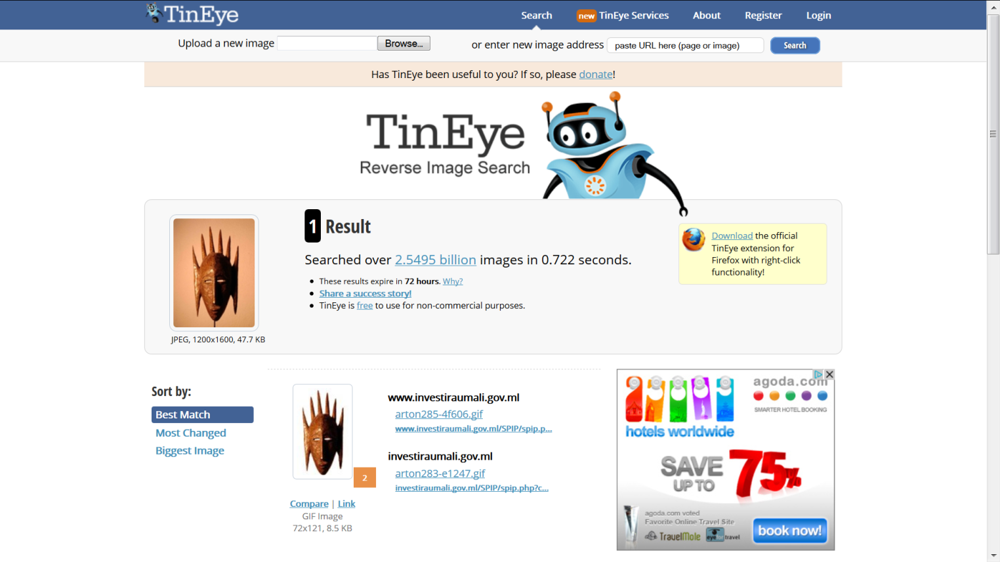 TinEye
Search
new TinEye Services
About
Register
Login
Upload a new image
Browse...
or enter new image address
paste URL here (page or image)
Search
Has TinEye been useful to you? If so, please donate!
TinEye
Reverse Image Search
1 Result
Searched over 2.5495 billion images in 0.722 seconds.
These results expire in 72 hours. Why?
Share a success story!
TinEye is free to use for non-commercial purposes.
Download the official
TinEye extension for
Firefox with right-click
functionality!
JPEG, 1200x1600, 47.7 KB
Sort by:
Best Match
Most Changed
Biggest Image
2
Compare | Link
GIF Image
72x121, 8.5 KB
www.investiraumali.gov.ml
arton285-4f606.gif
www.investiraumali.gov.ml/SPIP/spip.p...
investiraumali.gov.ml
arton283-e1247.gif
investiraumali.gov.ml/SPIP/spip.php?c...
agoda.com
SMARTER HOTEL BOOKING
hotels worldwide
SAVE
UP TO
75%
agoda.com voted
Favorite Online Travel Site
TravelMole
eyefortravel
book now!